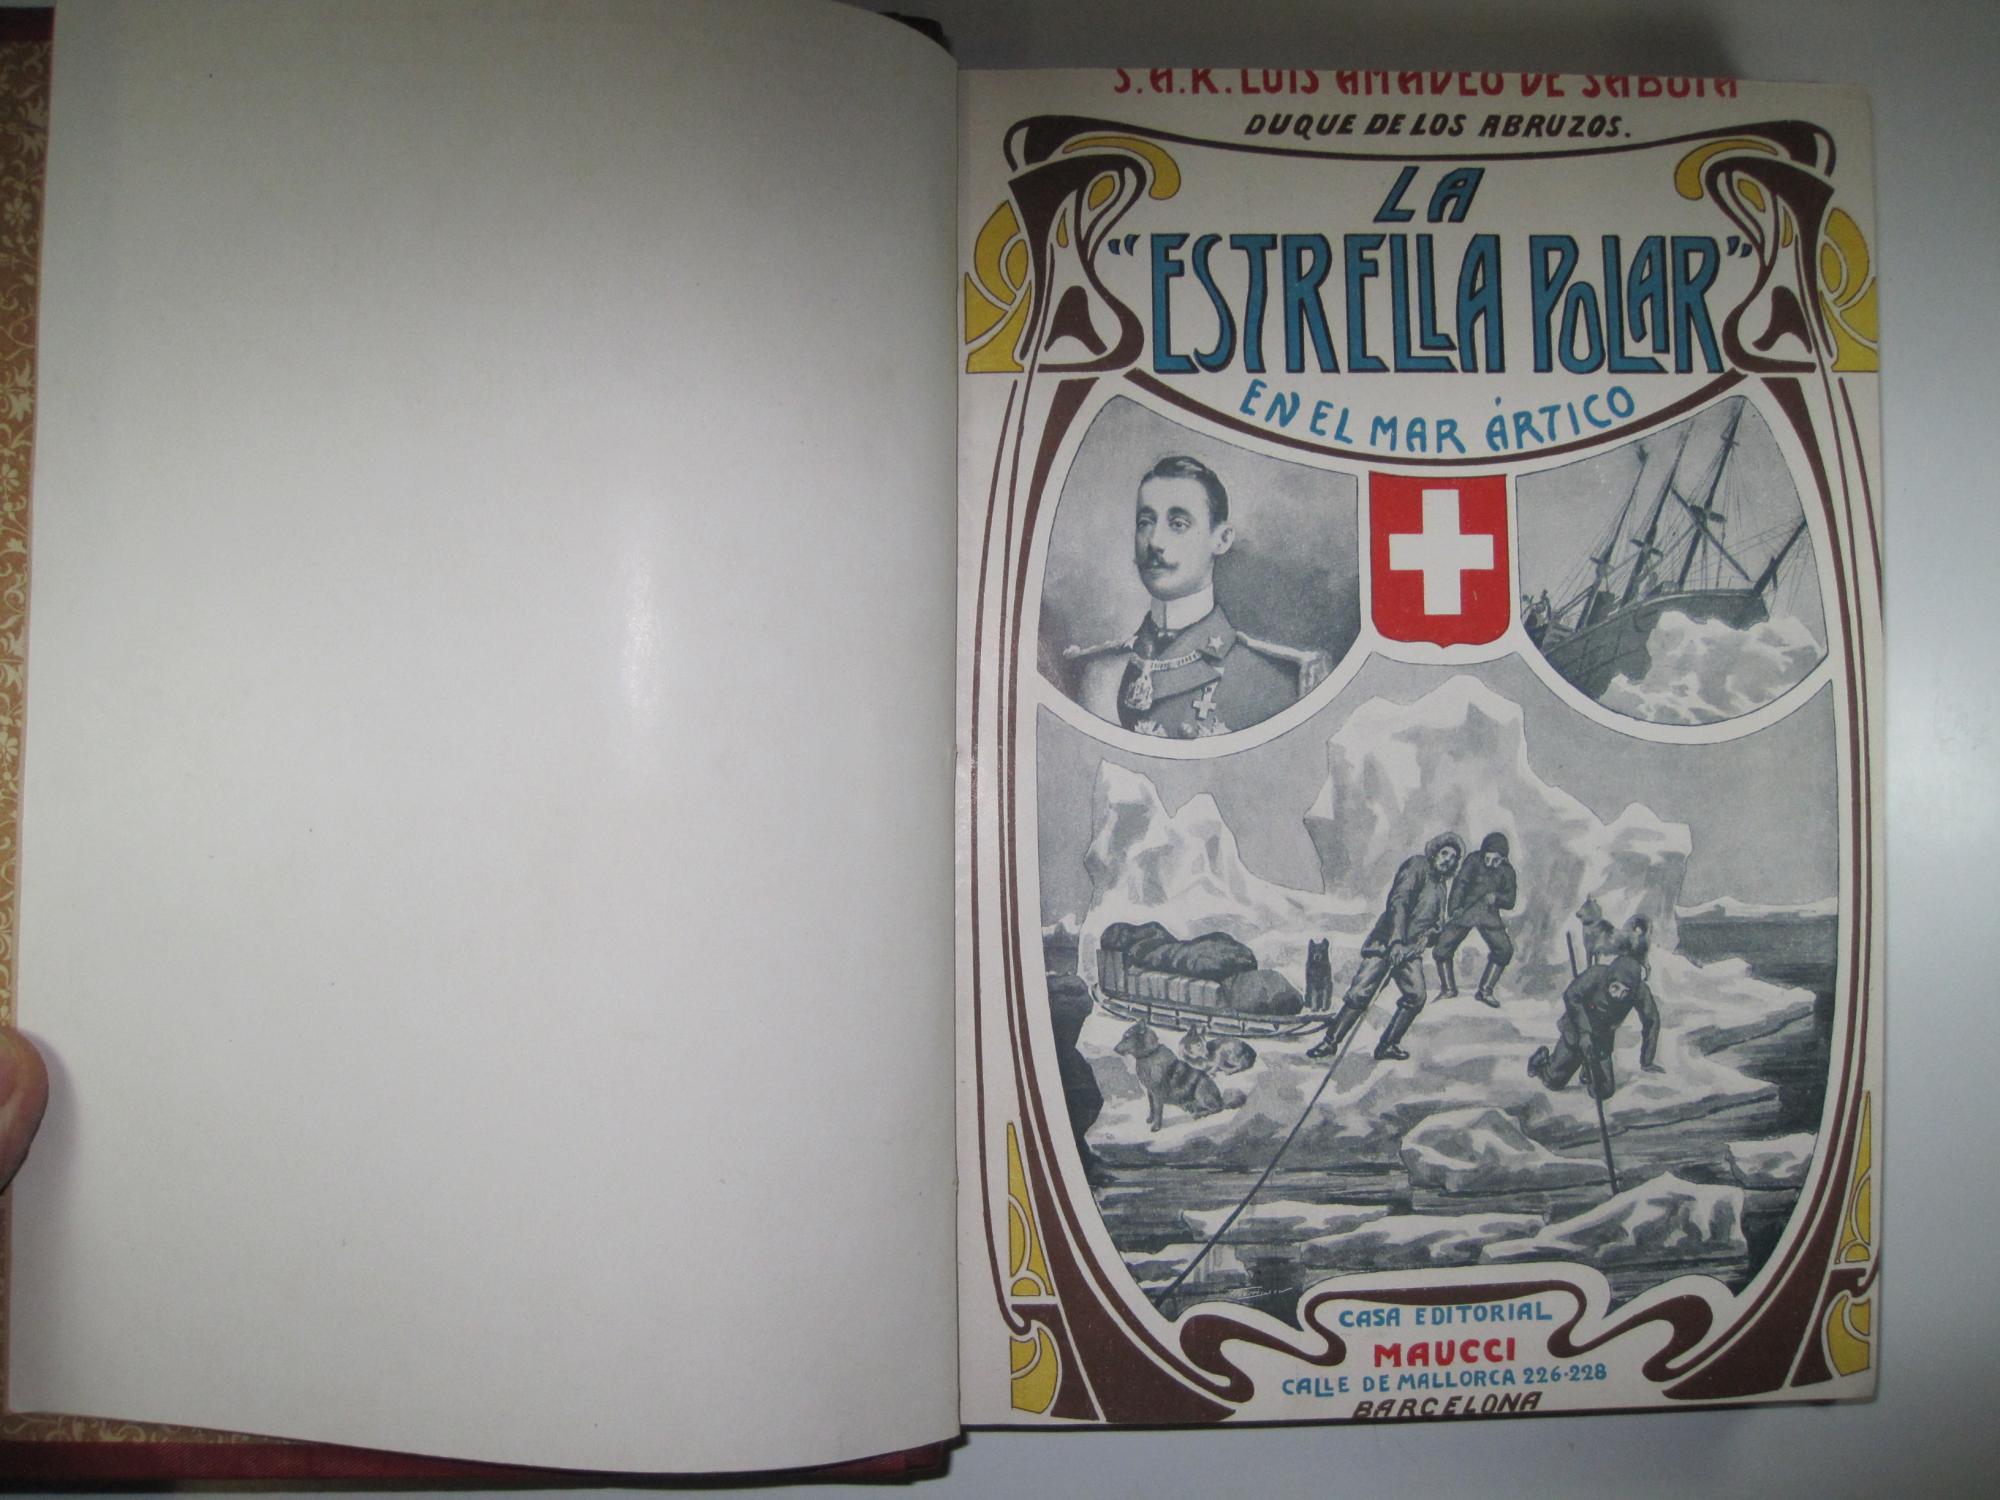 S.A.R. LUIS AMADEO DE SABOIA
DUQUE DE LOS ABRUZOS.
LA
"ESTRELLA POLAR"
EN EL MAR ÁRTICO
CASA EDITORIAL
MAUCCI
CALLE DE MALLORCA 226-228
BARCELONA